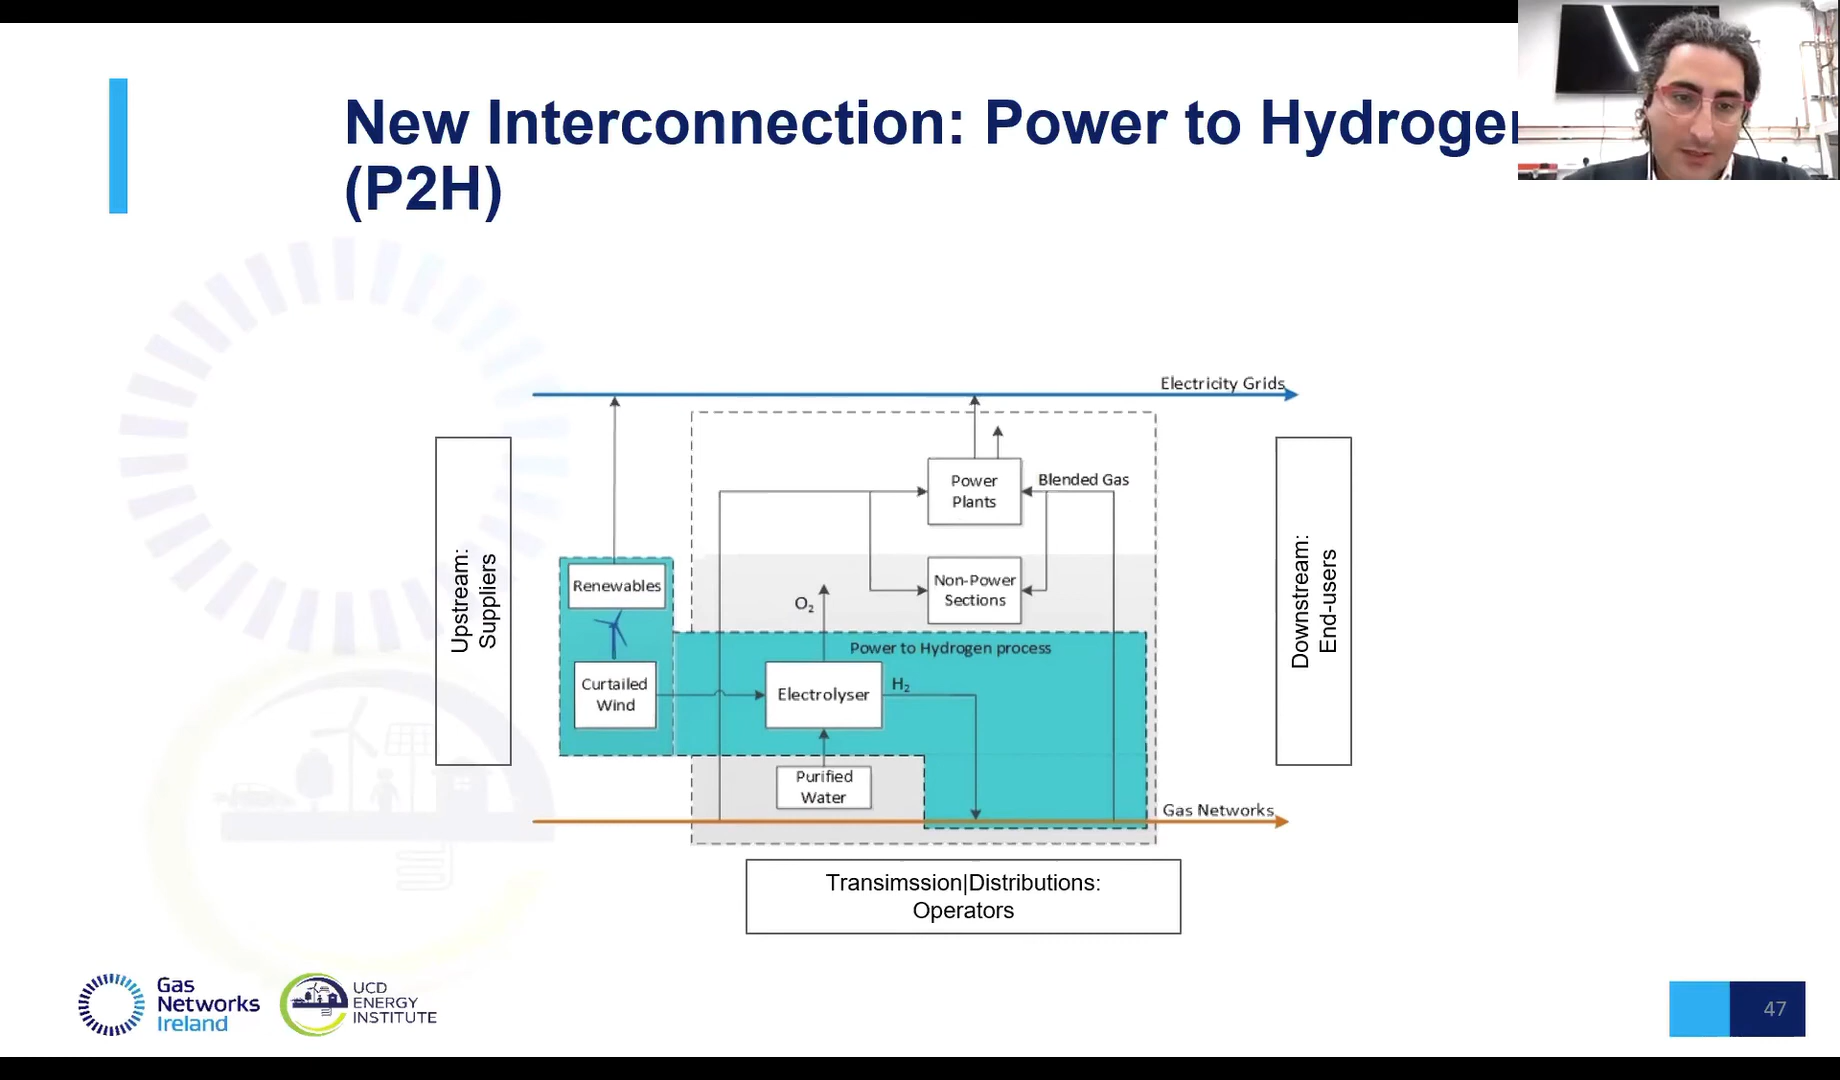 New Interconnection: Power to Hydrogen
(P2H)
Electricity Grids
Upstream:
Suppliers
Power
Plants
Blended Gas
Renewables
Non-Power
Sections
O₂
Power to Hydrogen process
Curtailed
Wind
Electrolyser
H₂
Purified
Water
Gas Networks
Downstream:
End-users
Transimssion|Distributions:
Operators
Gas
Networks
Ireland
UCD
ENERGY
INSTITUTE
47